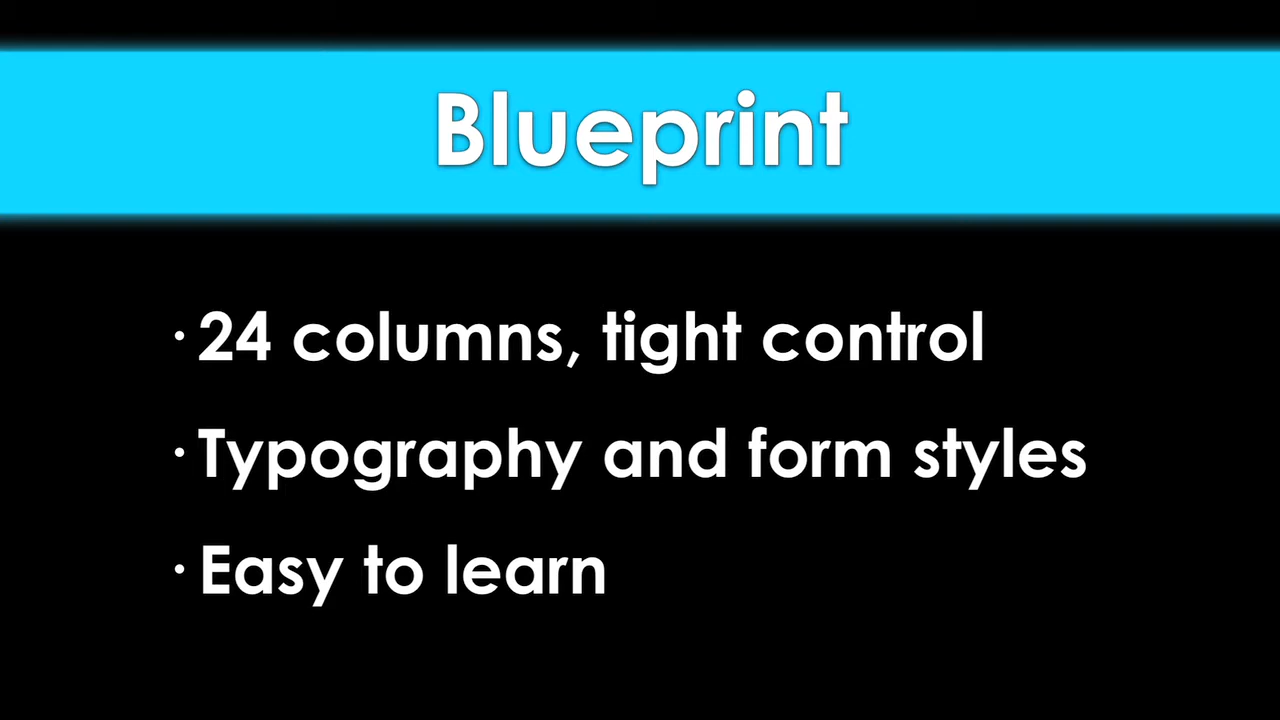 Blueprint
· 24 columns, tight control
· Typography and form styles
· Easy to learn